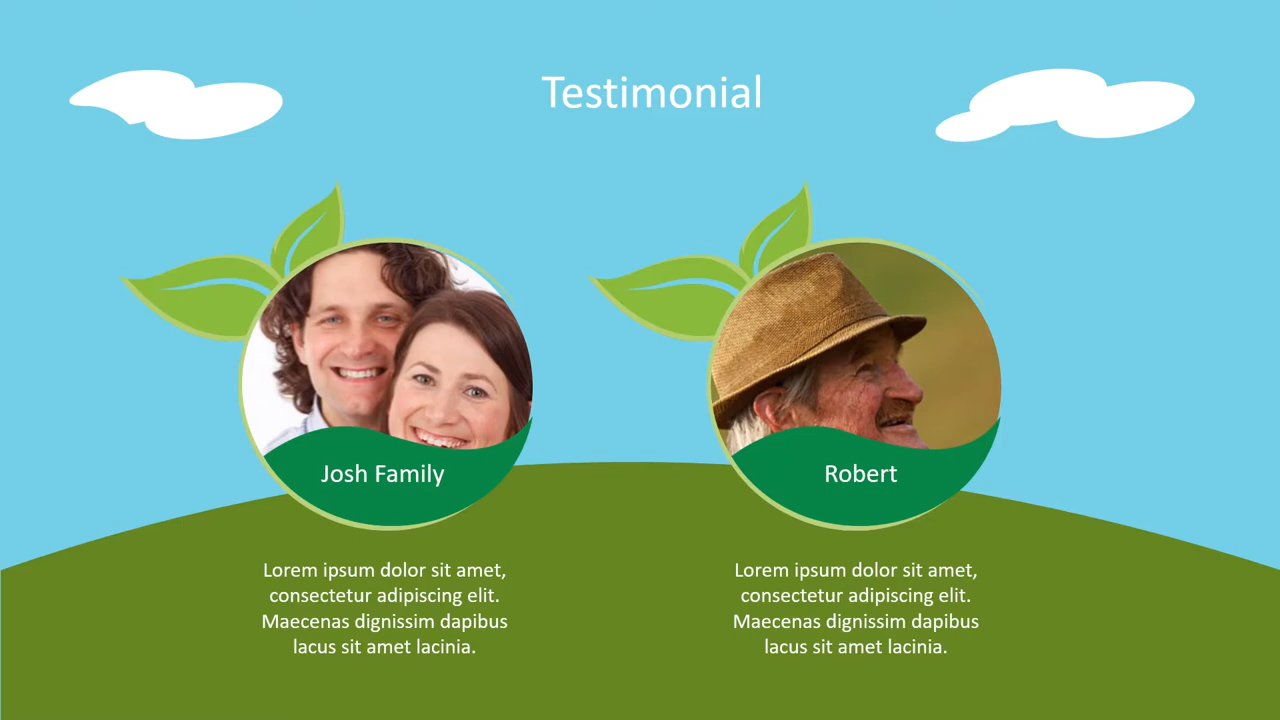 Testimonial
Josh Family
Robert
Lorem ipsum dolor sit amet,
consectetur adipiscing elit.
Maecenas dignissim dapibus
lacus sit amet lacinia.
Lorem ipsum dolor sit amet,
consectetur adipiscing elit.
Maecenas dignissim dapibus
lacus sit amet lacinia.